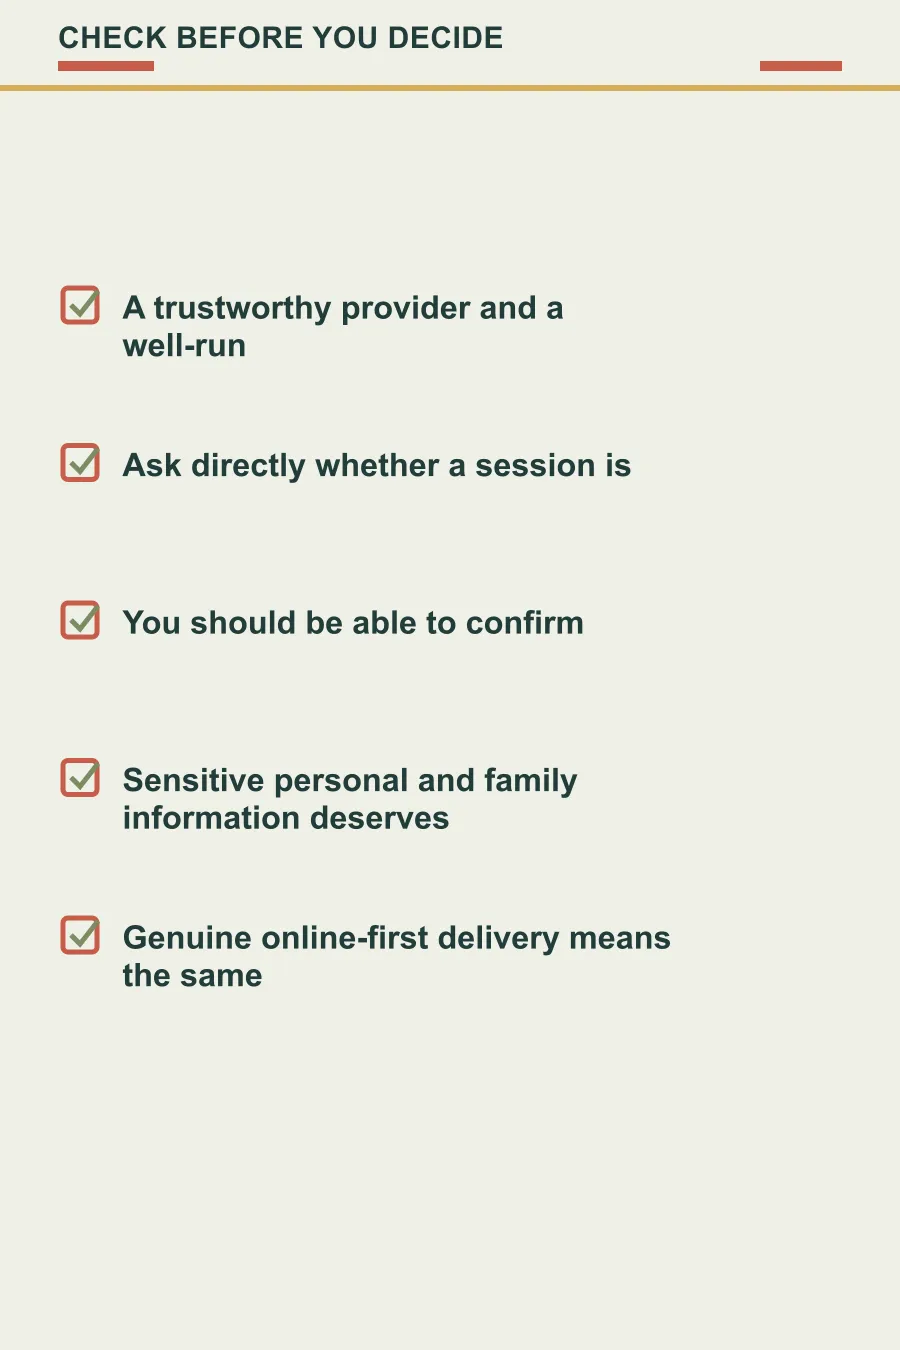 CHECK BEFORE YOU DECIDE
A trustworthy provider and a
well-run
Ask directly whether a session is
You should be able to confirm
Sensitive personal and family
information deserves
Genuine online-first delivery means
the same